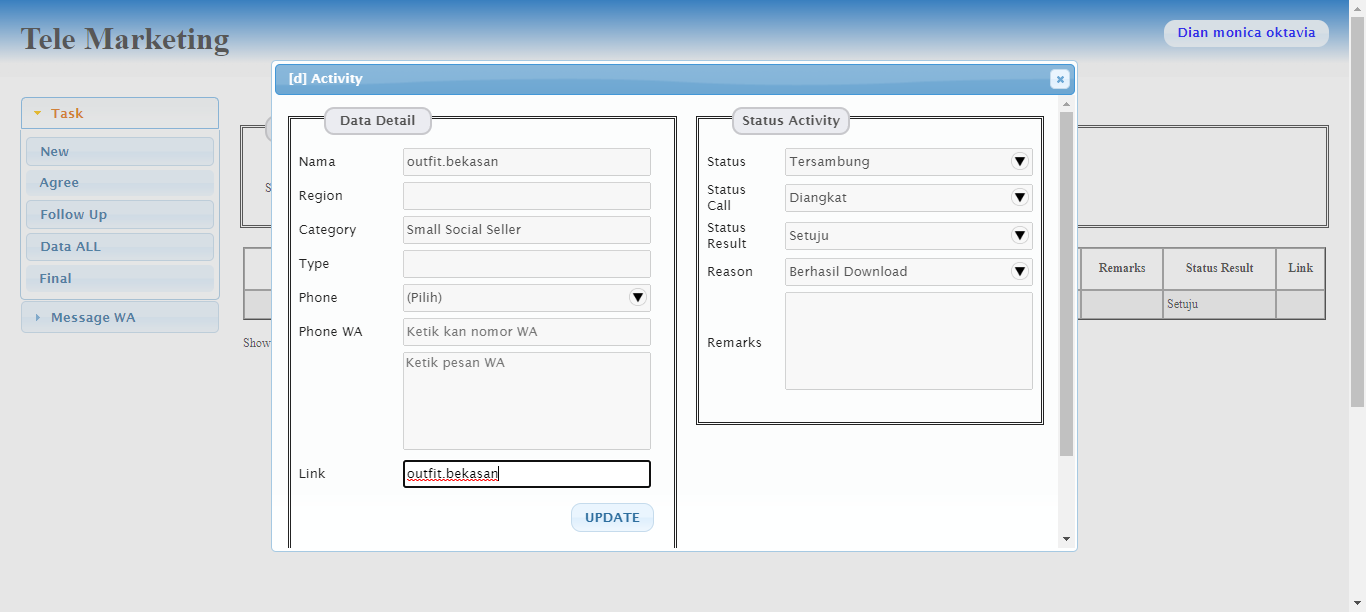 Tele Marketing
Dian monica oktavia
Task
New
Agree
Follow Up
Data ALL
Final
Message WA
[d] Activity
Data Detail
Nama outfit.bekasan
Region
Category Small Social Seller
Type
Phone (Pilih)
Phone WA Ketik kan nomor WA
Ketik pesan WA
Link outfit.bekasan
UPDATE
Status Activity
Status Tersambung
Status
Call Diangkat
Status
Result Setuju
Reason Berhasil Download
Remarks
S
Remarks Status Result Link
Setuju
Show